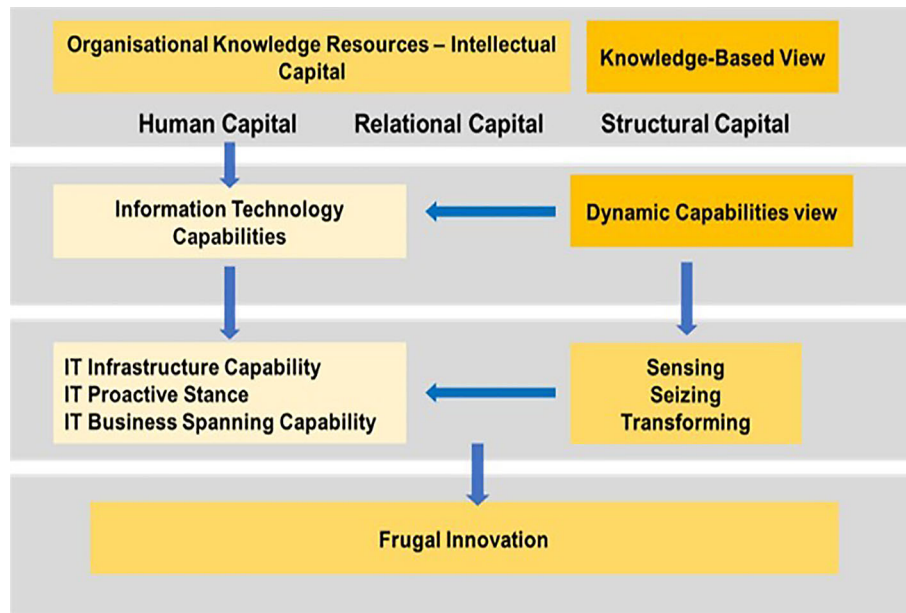 Organisational Knowledge Resources – Intellectual
Capital
Knowledge-Based View
Human Capital
Relational Capital
Structural Capital
Information Technology
Capabilities
Dynamic Capabilities view
IT Infrastructure Capability
IT Proactive Stance
IT Business Spanning Capability
Sensing
Seizing
Transforming
Frugal Innovation